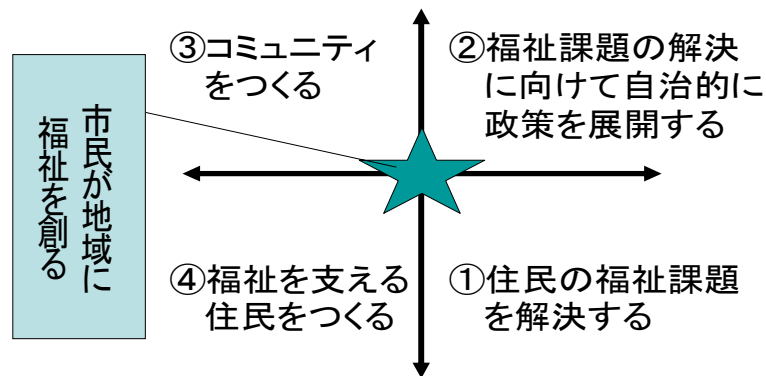 市民が地域に
福祉を創る
③コミュニティ
をつくる
②福祉課題の解決
に向けて自治的に
政策を展開する
④福祉を支える
住民をつくる
①住民の福祉課題
を解決する